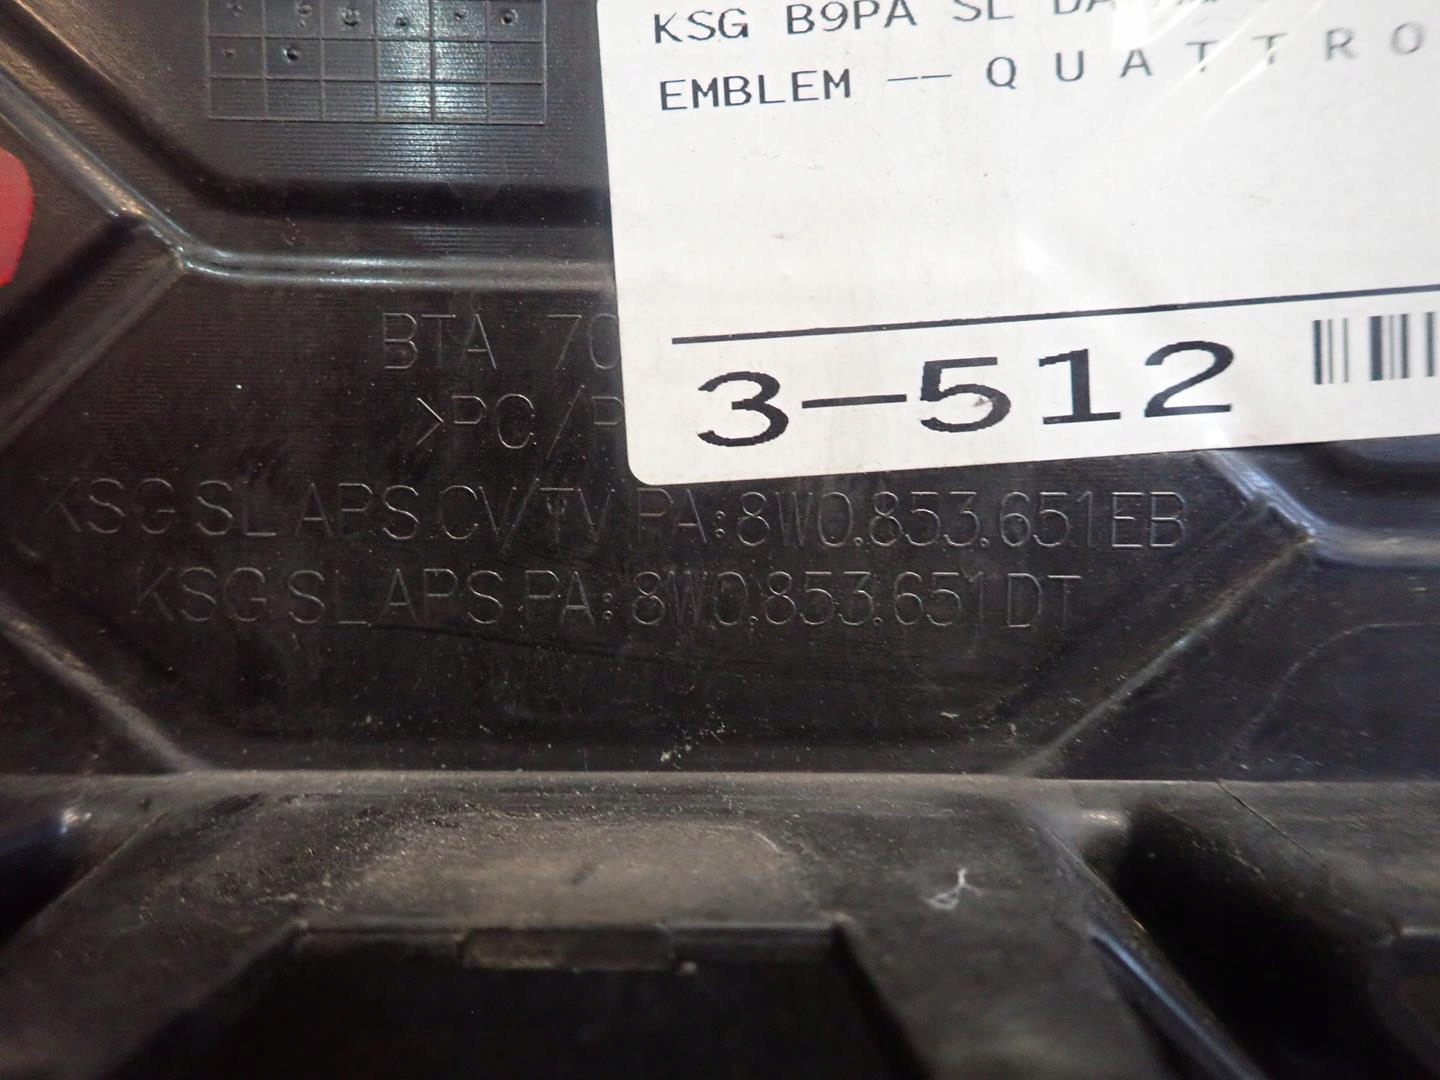 KSG B9PA SL
EMBLEM -- QUATTRO
3-512
BTA 70
>PC/P
KSG SL APS CV/TV PA:8W0.853.651EB
KSG SL APS PA:8W0.853.651DT